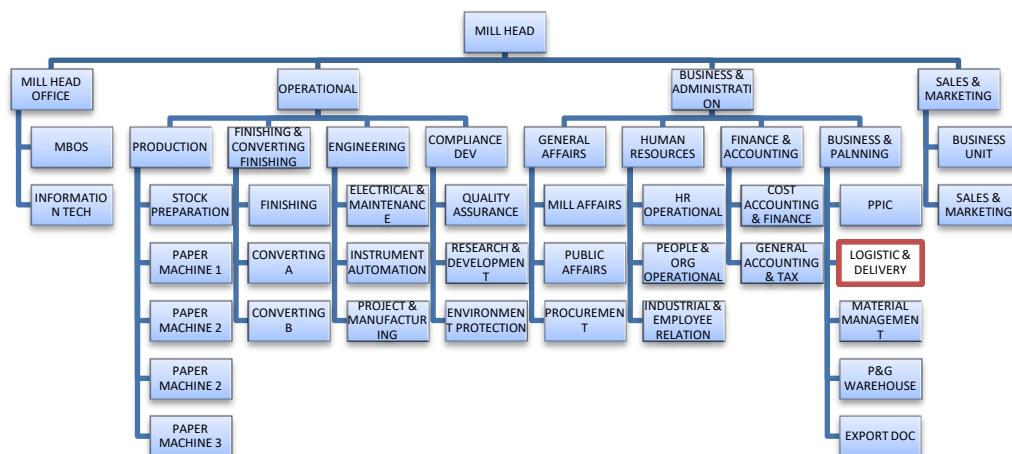 MILL HEAD
MILL HEAD
OFFICE
OPERATIONAL
BUSINESS &
ADMINISTRATI
ON
SALES &
MARKETING
MBOS
INFORMATIO
N TECH
PRODUCTION
FINISHING &
CONVERTING
FINISHING
ENGINEERING
COMPLIANCE
DEV
GENERAL
AFFAIRS
HUMAN
RESOURCES
FINANCE &
ACCOUNTING
BUSINESS &
PALNNING
BUSINESS
UNIT
SALES &
MARKETING
STOCK
PREPARATION
PAPER
MACHINE 1
PAPER
MACHINE 2
PAPER
MACHINE 2
PAPER
MACHINE 3
FINISHING
CONVERTING
A
CONVERTING
B
ELECTRICAL &
MAINTENANC
E
INSTRUMENT
AUTOMATION
PROJECT &
MANUFACTUR
ING
QUALITY
ASSURANCE
RESEARCH &
DEVELOPMEN
T
ENVIRONMEN
T PROTECTION
MILL AFFAIRS
PUBLIC
AFFAIRS
PROCUREMEN
T
HR
OPERATIONAL
PEOPLE &
ORG
OPERATIONAL
INDUSTRIAL &
EMPLOYEE
RELATION
COST
ACCOUNTING
& FINANCE
GENERAL
ACCOUNTING
& TAX
PPIC
LOGISTIC &
DELIVERY
MATERIAL
MANAGEMEN
T
P&G
WAREHOUSE
EXPORT DOC